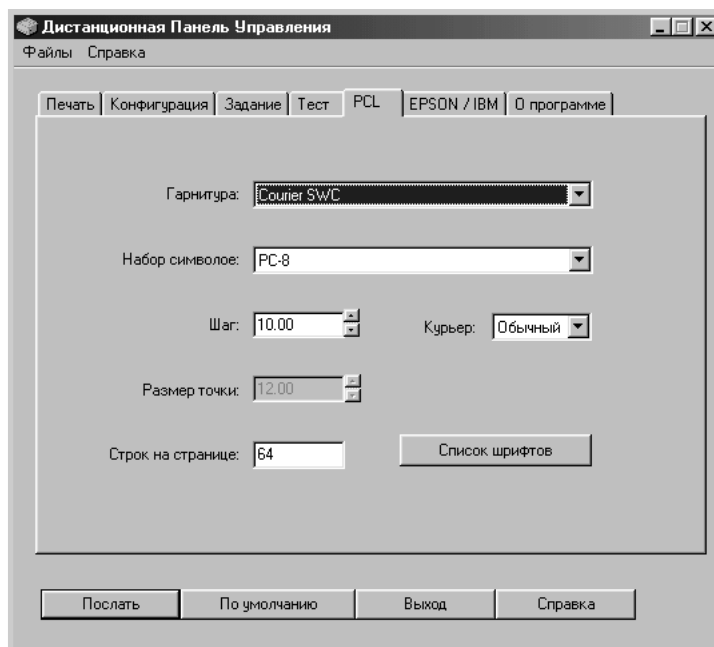 Дистанционная Панель Управления
Файлы Справка
Печать Конфигурация Задание Тест PCL EPSON / IBM О программе
Гарнитура: Courier SWC
Набор символое: PC-8
Шаг: 10.00 Курьер: Обычный
Размер точки: 12.00
Строк на странице: 64 Список шрифтов
Послать По умолчанию Выход Справка